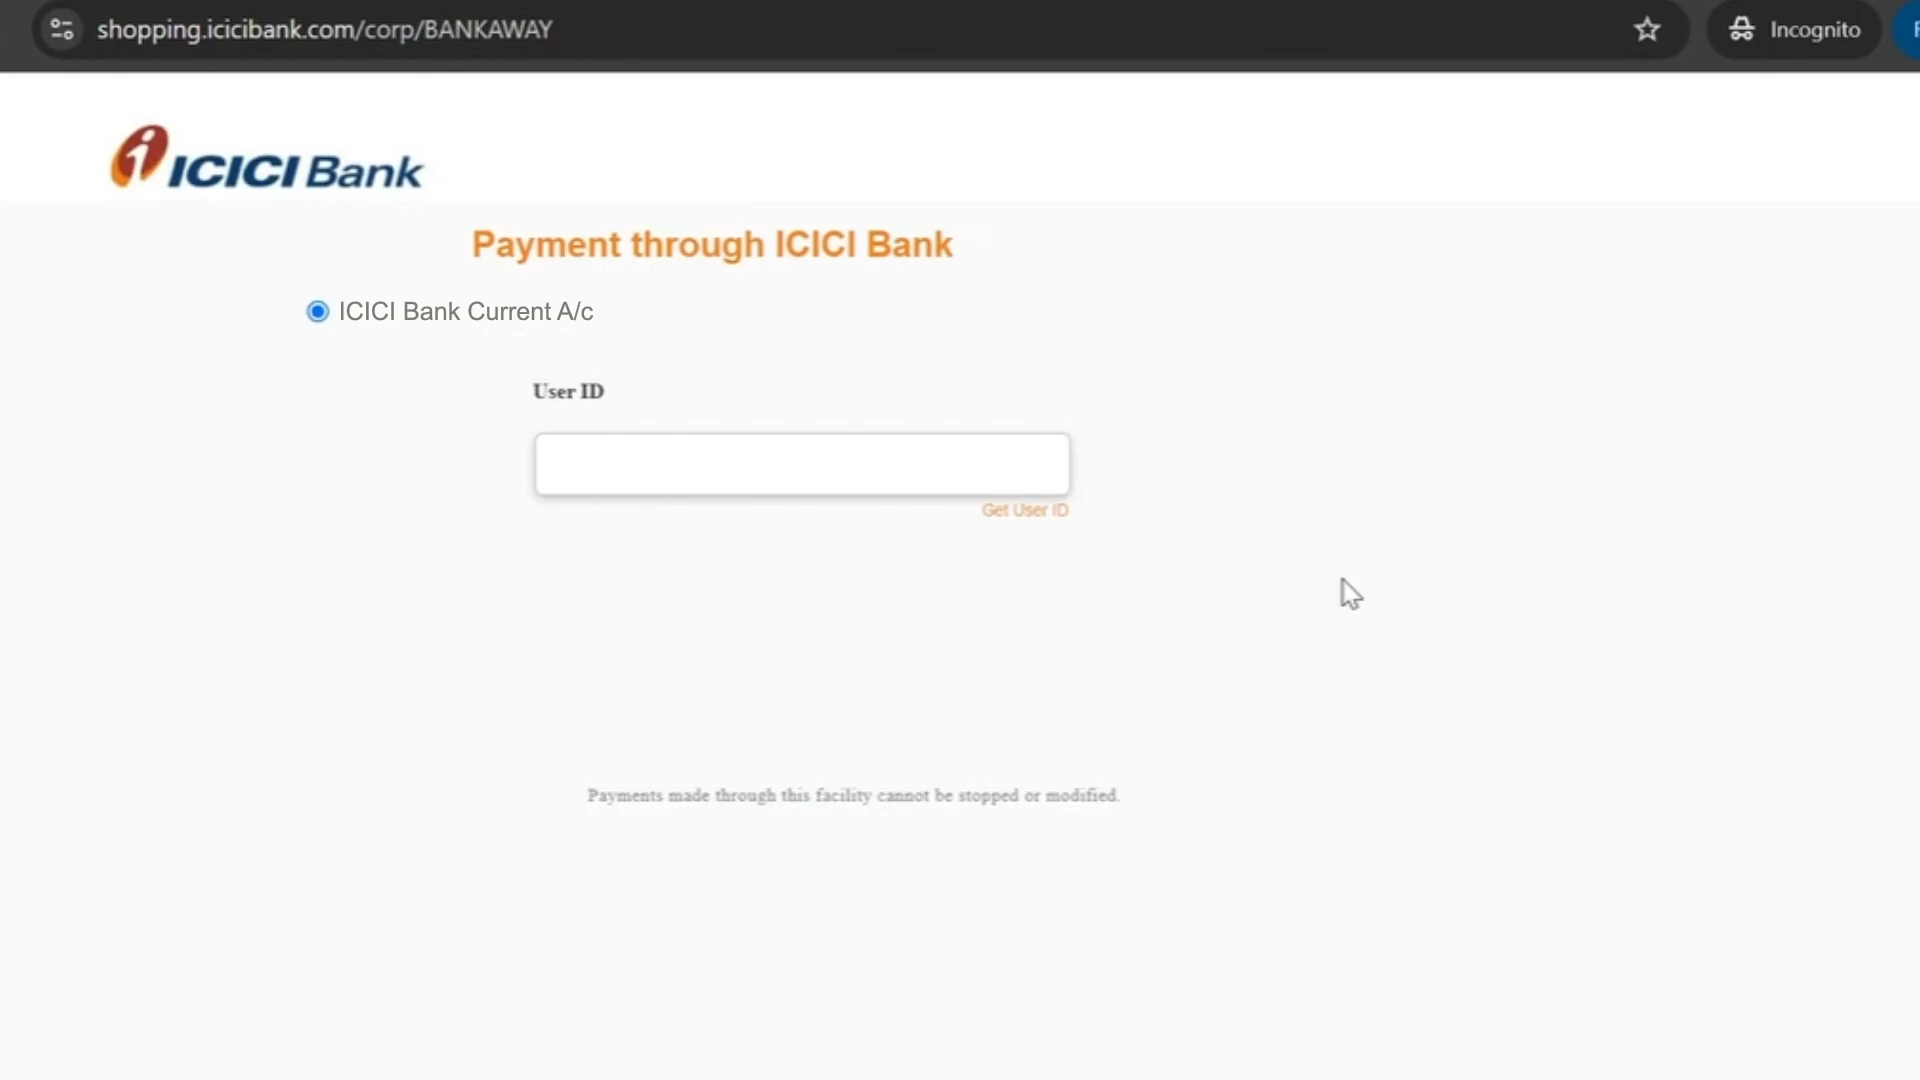 shopping.icicibank.com/corp/BANKAWAY
Incognito
ICICI Bank
Payment through ICICI Bank
ICICI Bank Current A/c
User ID
Get User ID
Payments made through this facility cannot be stopped or modified.